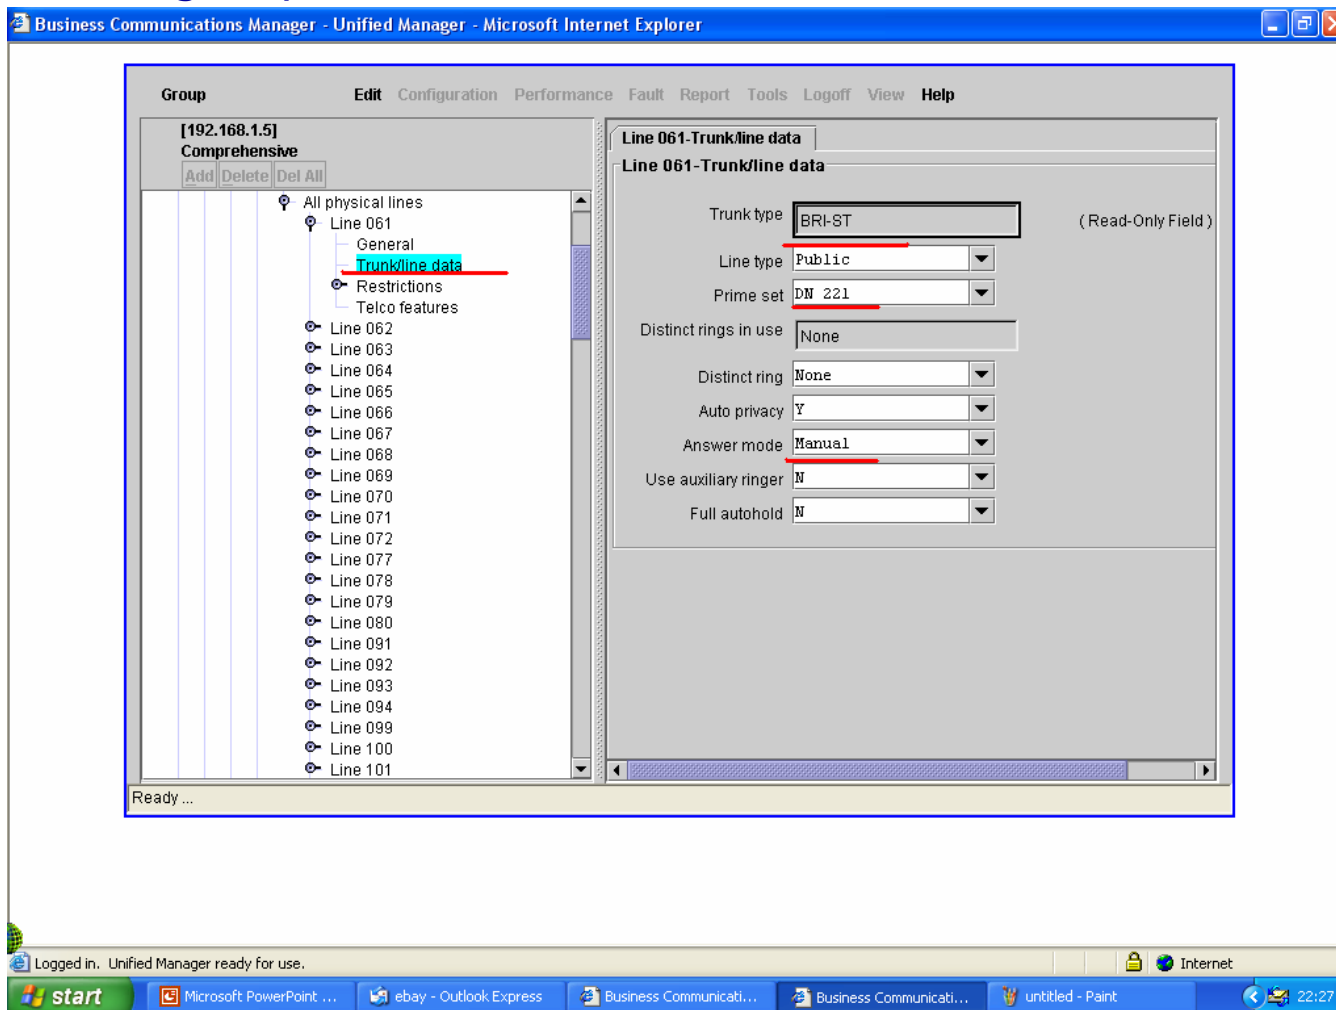 Business Communications Manager - Unified Manager - Microsoft Internet Explorer
Group Edit Configuration Performance Fault Report Tools Logoff View Help
[192.168.1.5]
Comprehensive
Add Delete Del All
All physical lines
Line 061
General
Trunk/line data
Restrictions
Telco features
Line 062
Line 063
Line 064
Line 065
Line 066
Line 067
Line 068
Line 069
Line 070
Line 071
Line 072
Line 077
Line 078
Line 079
Line 080
Line 091
Line 092
Line 093
Line 094
Line 099
Line 100
Line 101
Line 061-Trunk/line data
Line 061-Trunk/line data
Trunk type BRI-ST (Read-Only Field)
Line type Public
Prime set DN 221
Distinct rings in use None
Distinct ring None
Auto privacy Y
Answer mode Manual
Use auxiliary ringer N
Full autohold N
Ready ...
Logged in. Unified Manager ready for use. Internet
start Microsoft PowerPoint ... ebay - Outlook Express Business Communicati... Business Communicati... untitled - Paint 22:27